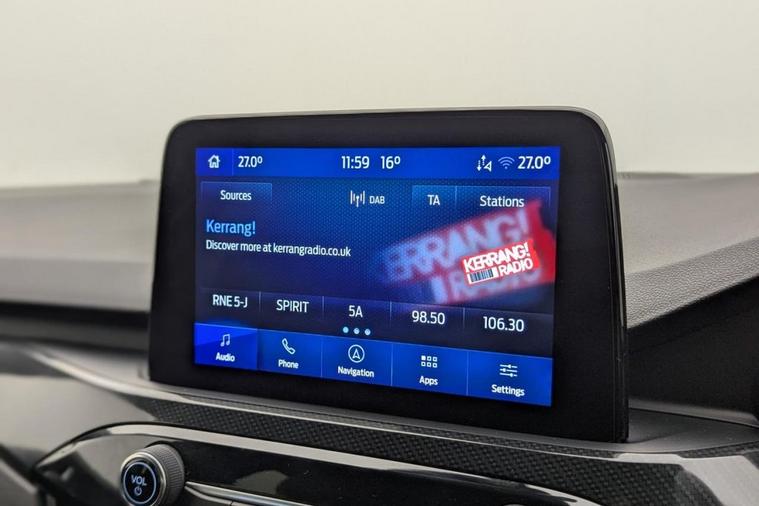 27.0° 11:59 16° 27.0°
Sources DAB TA Stations
Kerrang!
Discover more at kerrangradio.co.uk
KERRANG!
KERRANG!
RADIO
RNE 5-J SPIRIT 5A 98.50 106.30
Audio Phone Navigation Apps Settings
VOL